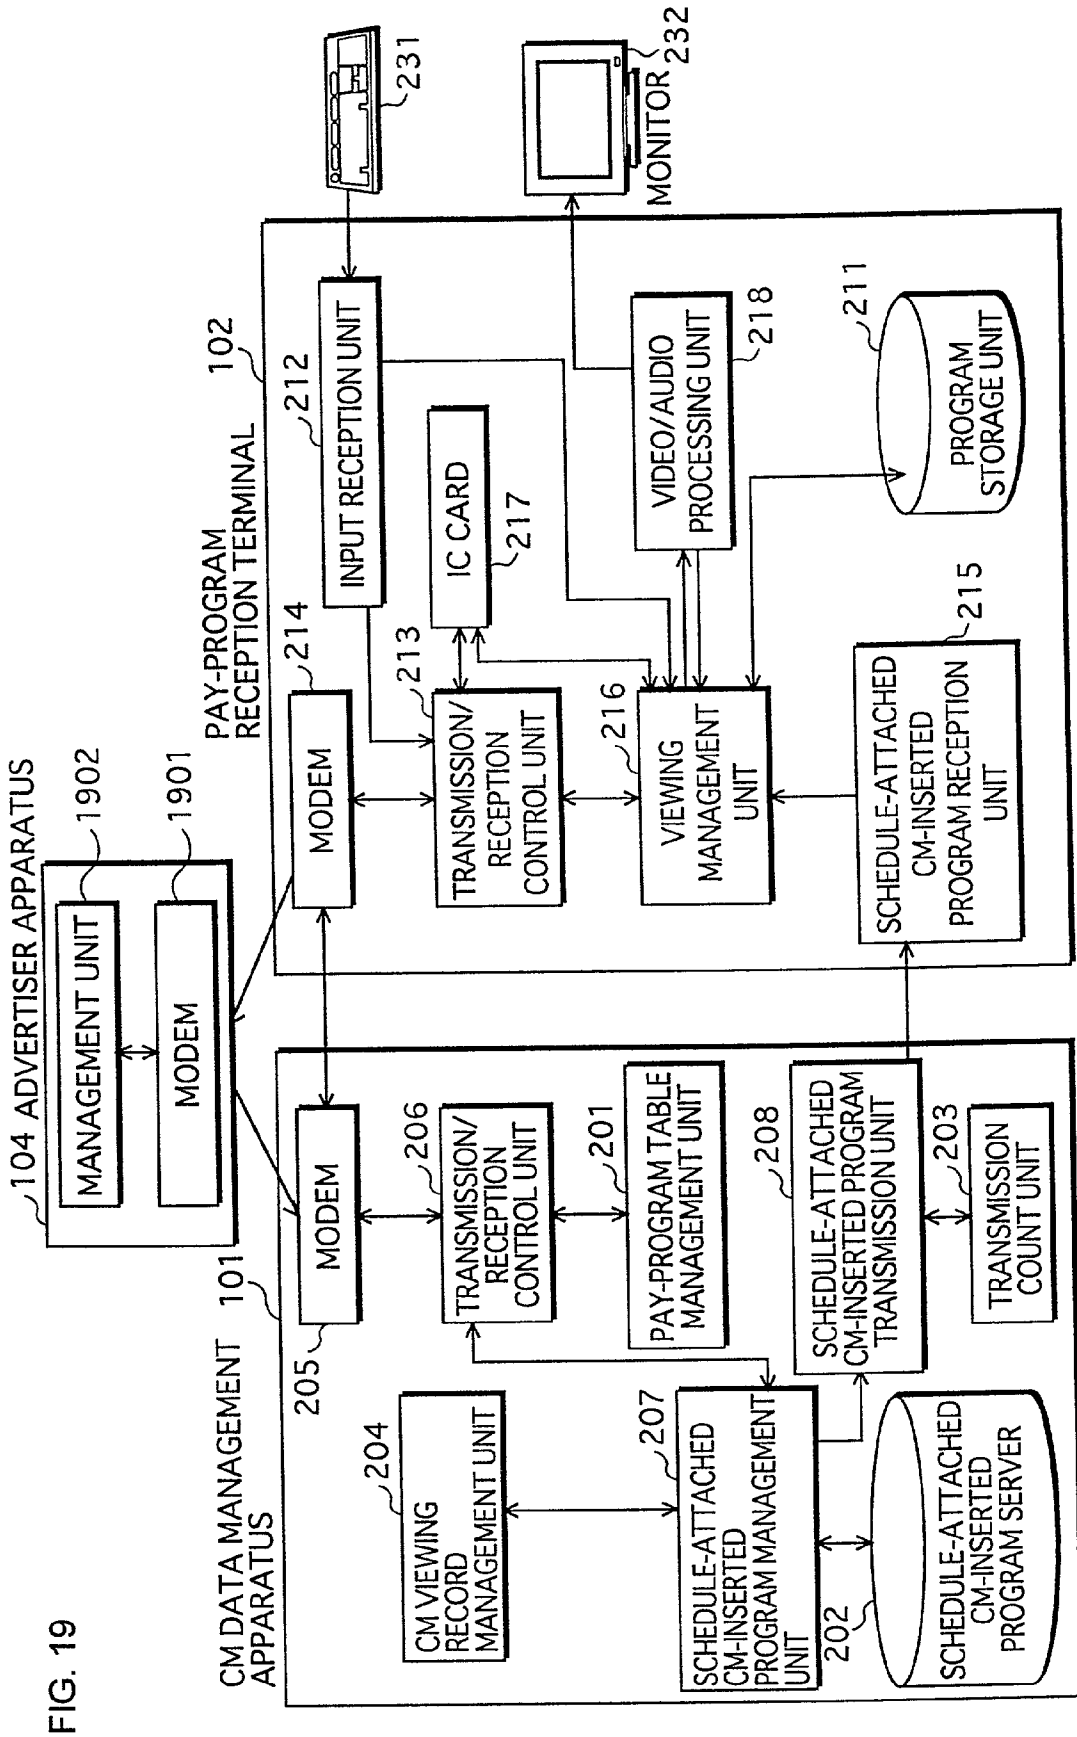 FIG. 19
104 ADVERTISER APPARATUS
MANAGEMENT UNIT
1902
MODEM
1901
CM DATA MANAGEMENT
APPARATUS
101
MODEM
205
TRANSMISSION/
RECEPTION
CONTROL UNIT
206
CM VIEWING
RECORD
MANAGEMENT UNIT
204
PAY-PROGRAM TABLE
MANAGEMENT UNIT
201
SCHEDULE-ATTACHED
CM-INSERTED
PROGRAM MANAGEMENT
UNIT
207
SCHEDULE-ATTACHED
CM-INSERTED PROGRAM
TRANSMISSION UNIT
208
SCHEDULE-ATTACHED
CM-INSERTED
PROGRAM SERVER
202
TRANSMISSION
COUNT UNIT
203
PAY-PROGRAM
RECEPTION TERMINAL
102
MODEM
214
INPUT RECEPTION UNIT
212
TRANSMISSION/
RECEPTION
CONTROL UNIT
213
IC CARD
217
VIEWING
MANAGEMENT
UNIT
216
VIDEO/AUDIO
PROCESSING UNIT
218
SCHEDULE-ATTACHED
CM-INSERTED
PROGRAM RECEPTION
UNIT
215
PROGRAM
STORAGE UNIT
211
231
MONITOR
232